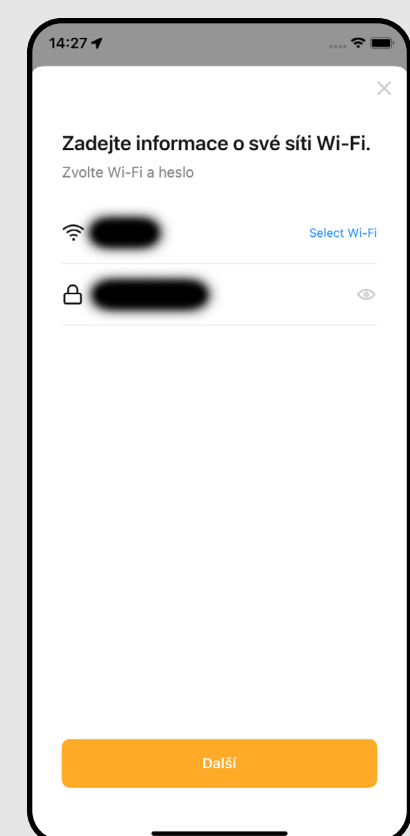 14:27
Zadejte informace o své síti Wi-Fi.
Zvolte Wi-Fi a heslo
Select Wi-Fi
Další